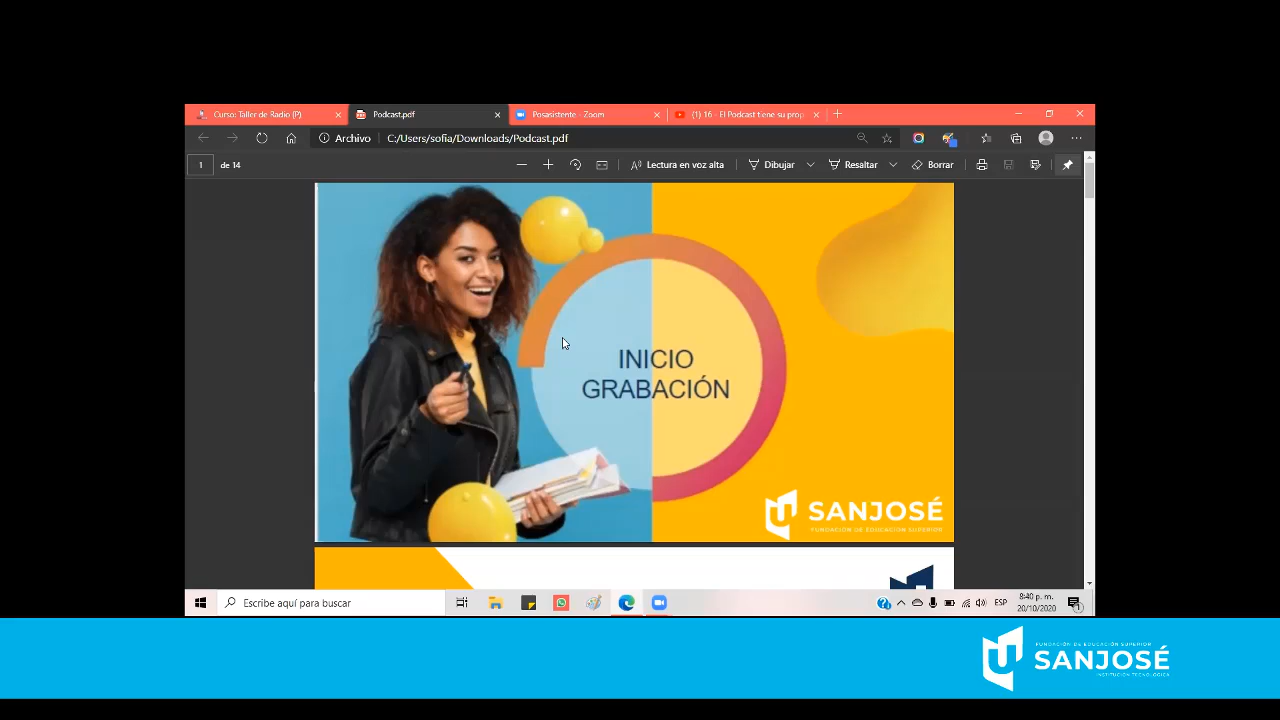 Curso: Taller de Radio (P)
Podcast.pdf
Posasistente - Zoom
(1) 16 - El Podcast tiene su prop
Archivo
C:/Users/sofia/Downloads/Podcast.pdf
1 de 14
Lectura en voz alta
Dibujar
Resaltar
Borrar
INICIO
GRABACIÓN
SANJOSÉ
FUNDACIÓN DE EDUCACIÓN SUPERIOR
Escribe aquí para buscar
ESP
8:40 p. m.
20/10/2020
FUNDACIÓN DE EDUCACIÓN SUPERIOR
SANJOSÉ
INSTITUCIÓN TECNOLÓGICA